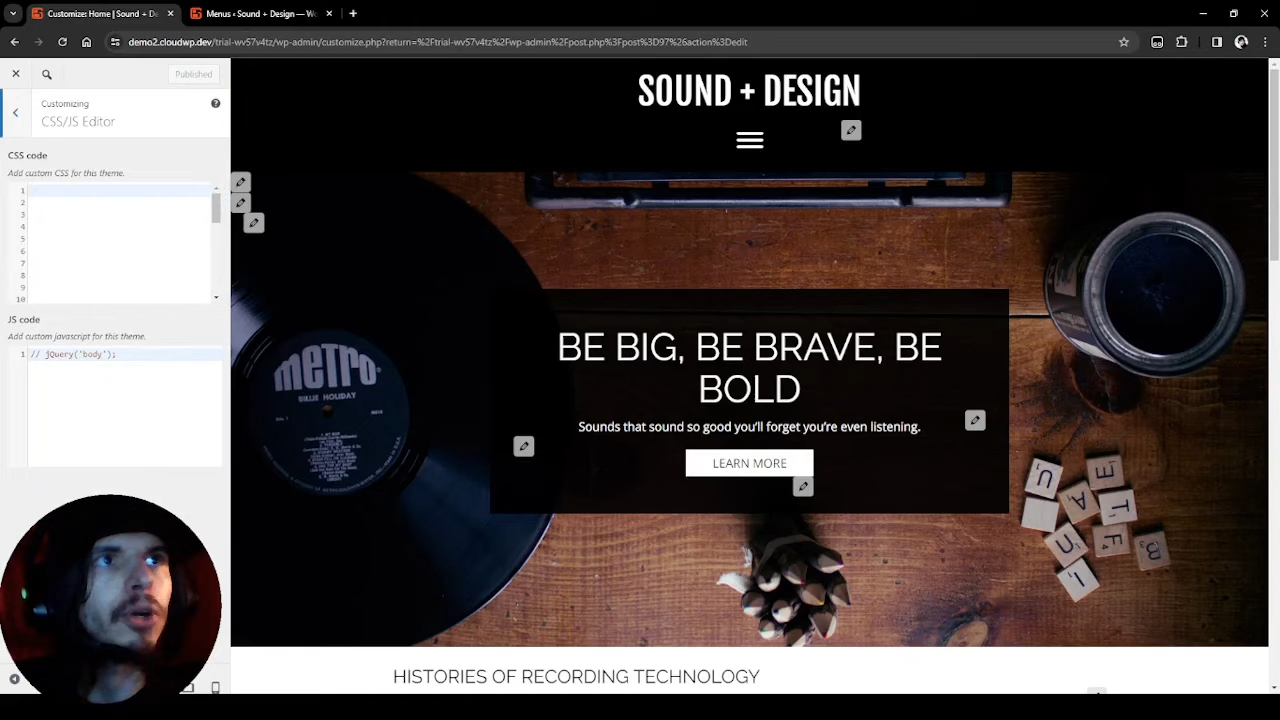 Customize: Home | Sound + De
Menus ‹ Sound + Design — Wo
demo2.cloudwp.dev/trial-wv57v4tz/wp-admin/customize.php?return=%2Ftrial-wv57v4tz%2Fwp-admin%2Fpost.php%3Fpost%3D97%26action%3Dedit
Published
Customizing
CSS/JS Editor
CSS code
Add custom CSS for this theme.
1
2
3
4
5
6
7
8
9
10
JS code
Add custom javascript for this theme.
1 // jQuery('body');
SOUND + DESIGN
BE BIG, BE BRAVE, BE
BOLD
Sounds that sound so good you'll forget you're even listening.
LEARN MORE
METRO
BILLIE HOLIDAY
U
E
A
T
U
F
B
I
HISTORIES OF RECORDING TECHNOLOGY